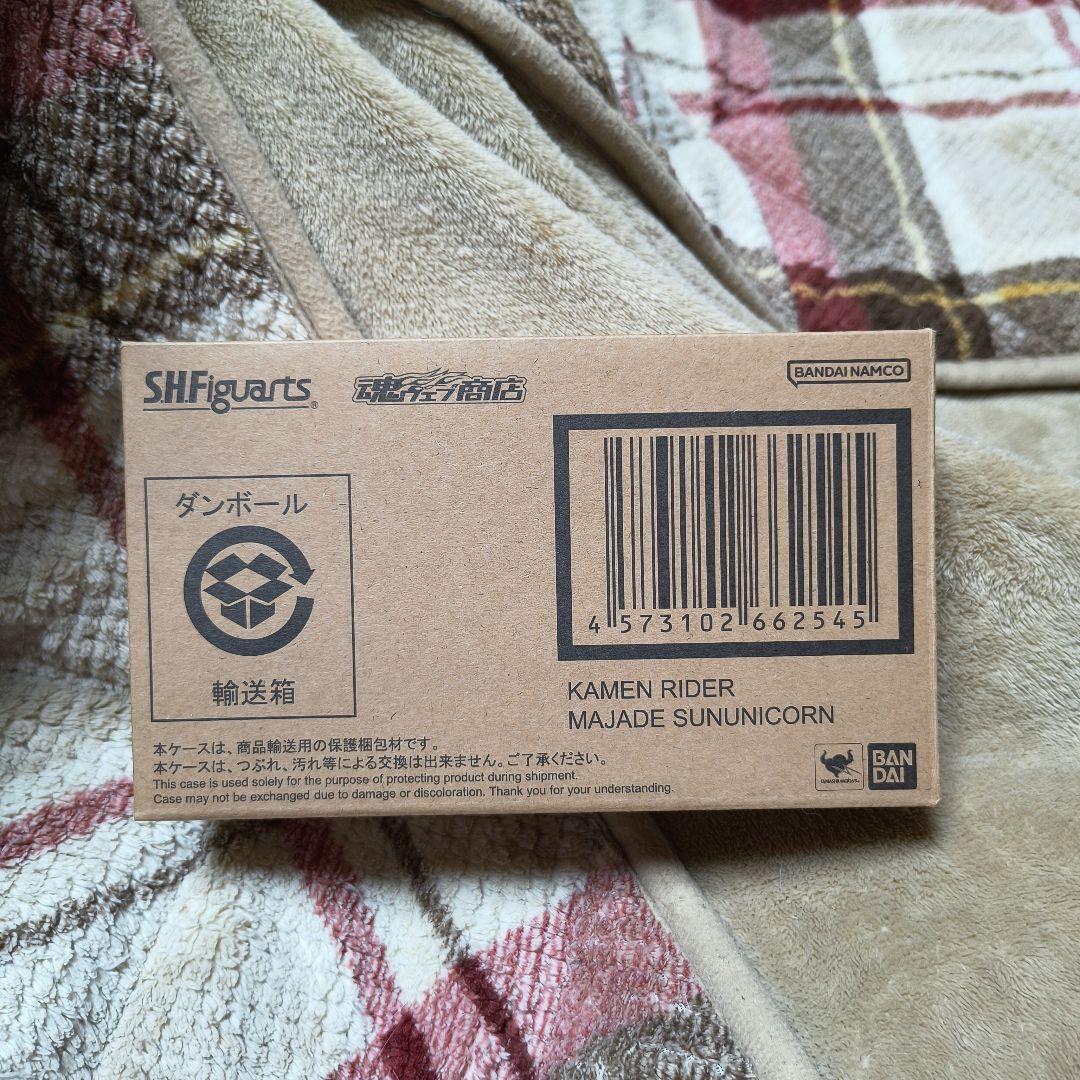 S.H.Figuarts®
魂ウェブ商店
BANDAI NAMCO
ダンボール
輸送箱
4 573102 662545
KAMEN RIDER
MAJADE SUNUNICORN
本ケースは、商品輸送用の保護梱包材です。
本ケースは、つぶれ、汚れ等による交換は出来ません。ご了承ください。
This case is used solely for the purpose of protecting product during shipment.
Case may not be exchanged due to damage or discoloration. Thank you for your understanding.
BAN
DAI